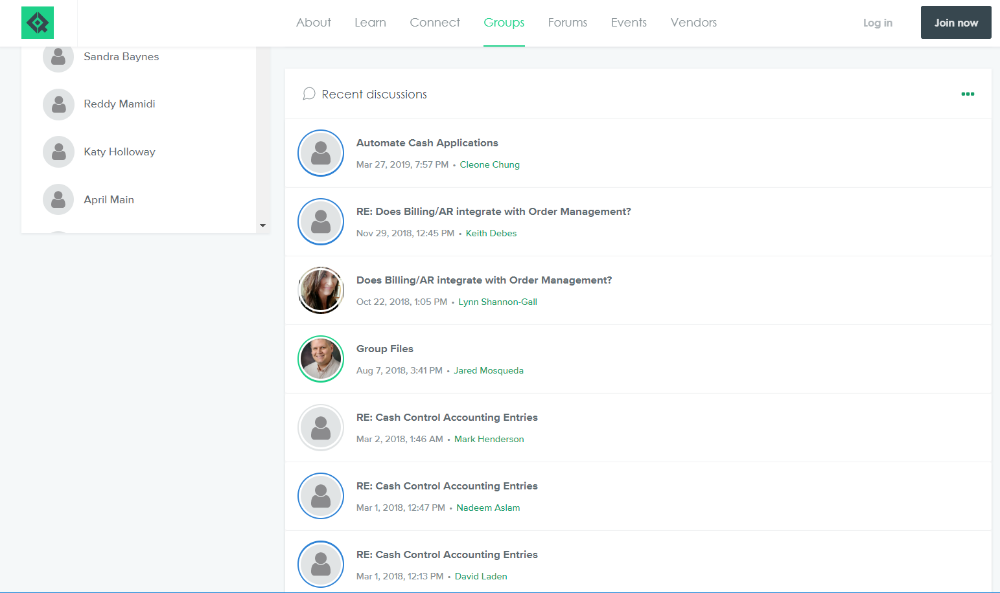 About Learn Connect Groups Forums Events Vendors Log in Join now
Sandra Baynes
Reddy Mamidi
Katy Holloway
April Main
Recent discussions
Automate Cash Applications
Mar 27, 2019, 7:57 PM • Cleone Chung
RE: Does Billing/AR integrate with Order Management?
Nov 29, 2018, 12:45 PM • Keith Debes
Does Billing/AR integrate with Order Management?
Oct 22, 2018, 1:05 PM • Lynn Shannon-Gall
Group Files
Aug 7, 2018, 3:41 PM • Jared Mosqueda
RE: Cash Control Accounting Entries
Mar 2, 2018, 1:46 AM • Mark Henderson
RE: Cash Control Accounting Entries
Mar 1, 2018, 12:47 PM • Nadeem Aslam
RE: Cash Control Accounting Entries
Mar 1, 2018, 12:13 PM • David Laden